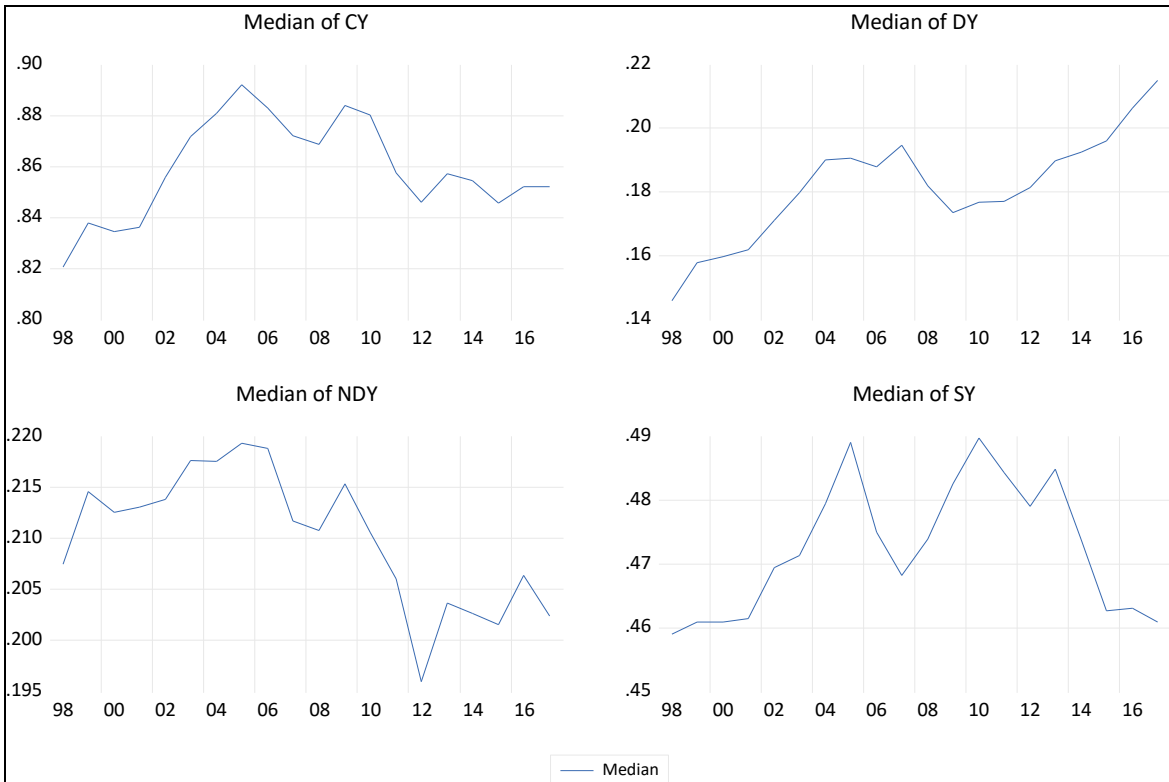 Median of CY
.90
.88
.86
.84
.82
.80
98 00 02 04 06 08 10 12 14 16
Median of DY
.22
.20
.18
.16
.14
98 00 02 04 06 08 10 12 14 16
Median of NDY
.220
.215
.210
.205
.200
.195
98 00 02 04 06 08 10 12 14 16
Median of SY
.49
.48
.47
.46
.45
98 00 02 04 06 08 10 12 14 16
Median